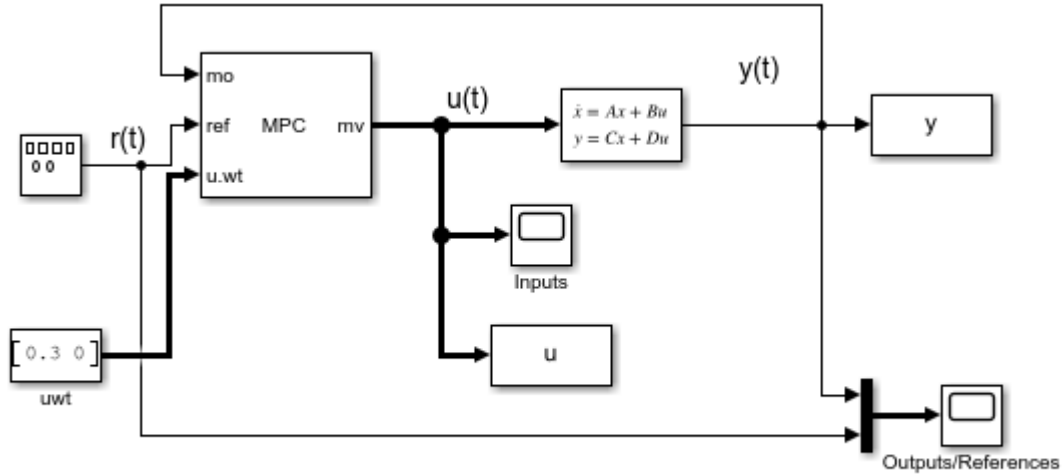 y(t)
mo
u(t)
ref MPC mv
r(t)
u.wt
ẋ = Ax + Bu
y = Cx + Du
y
Inputs
[0.3 0]
uwt
u
Outputs/References